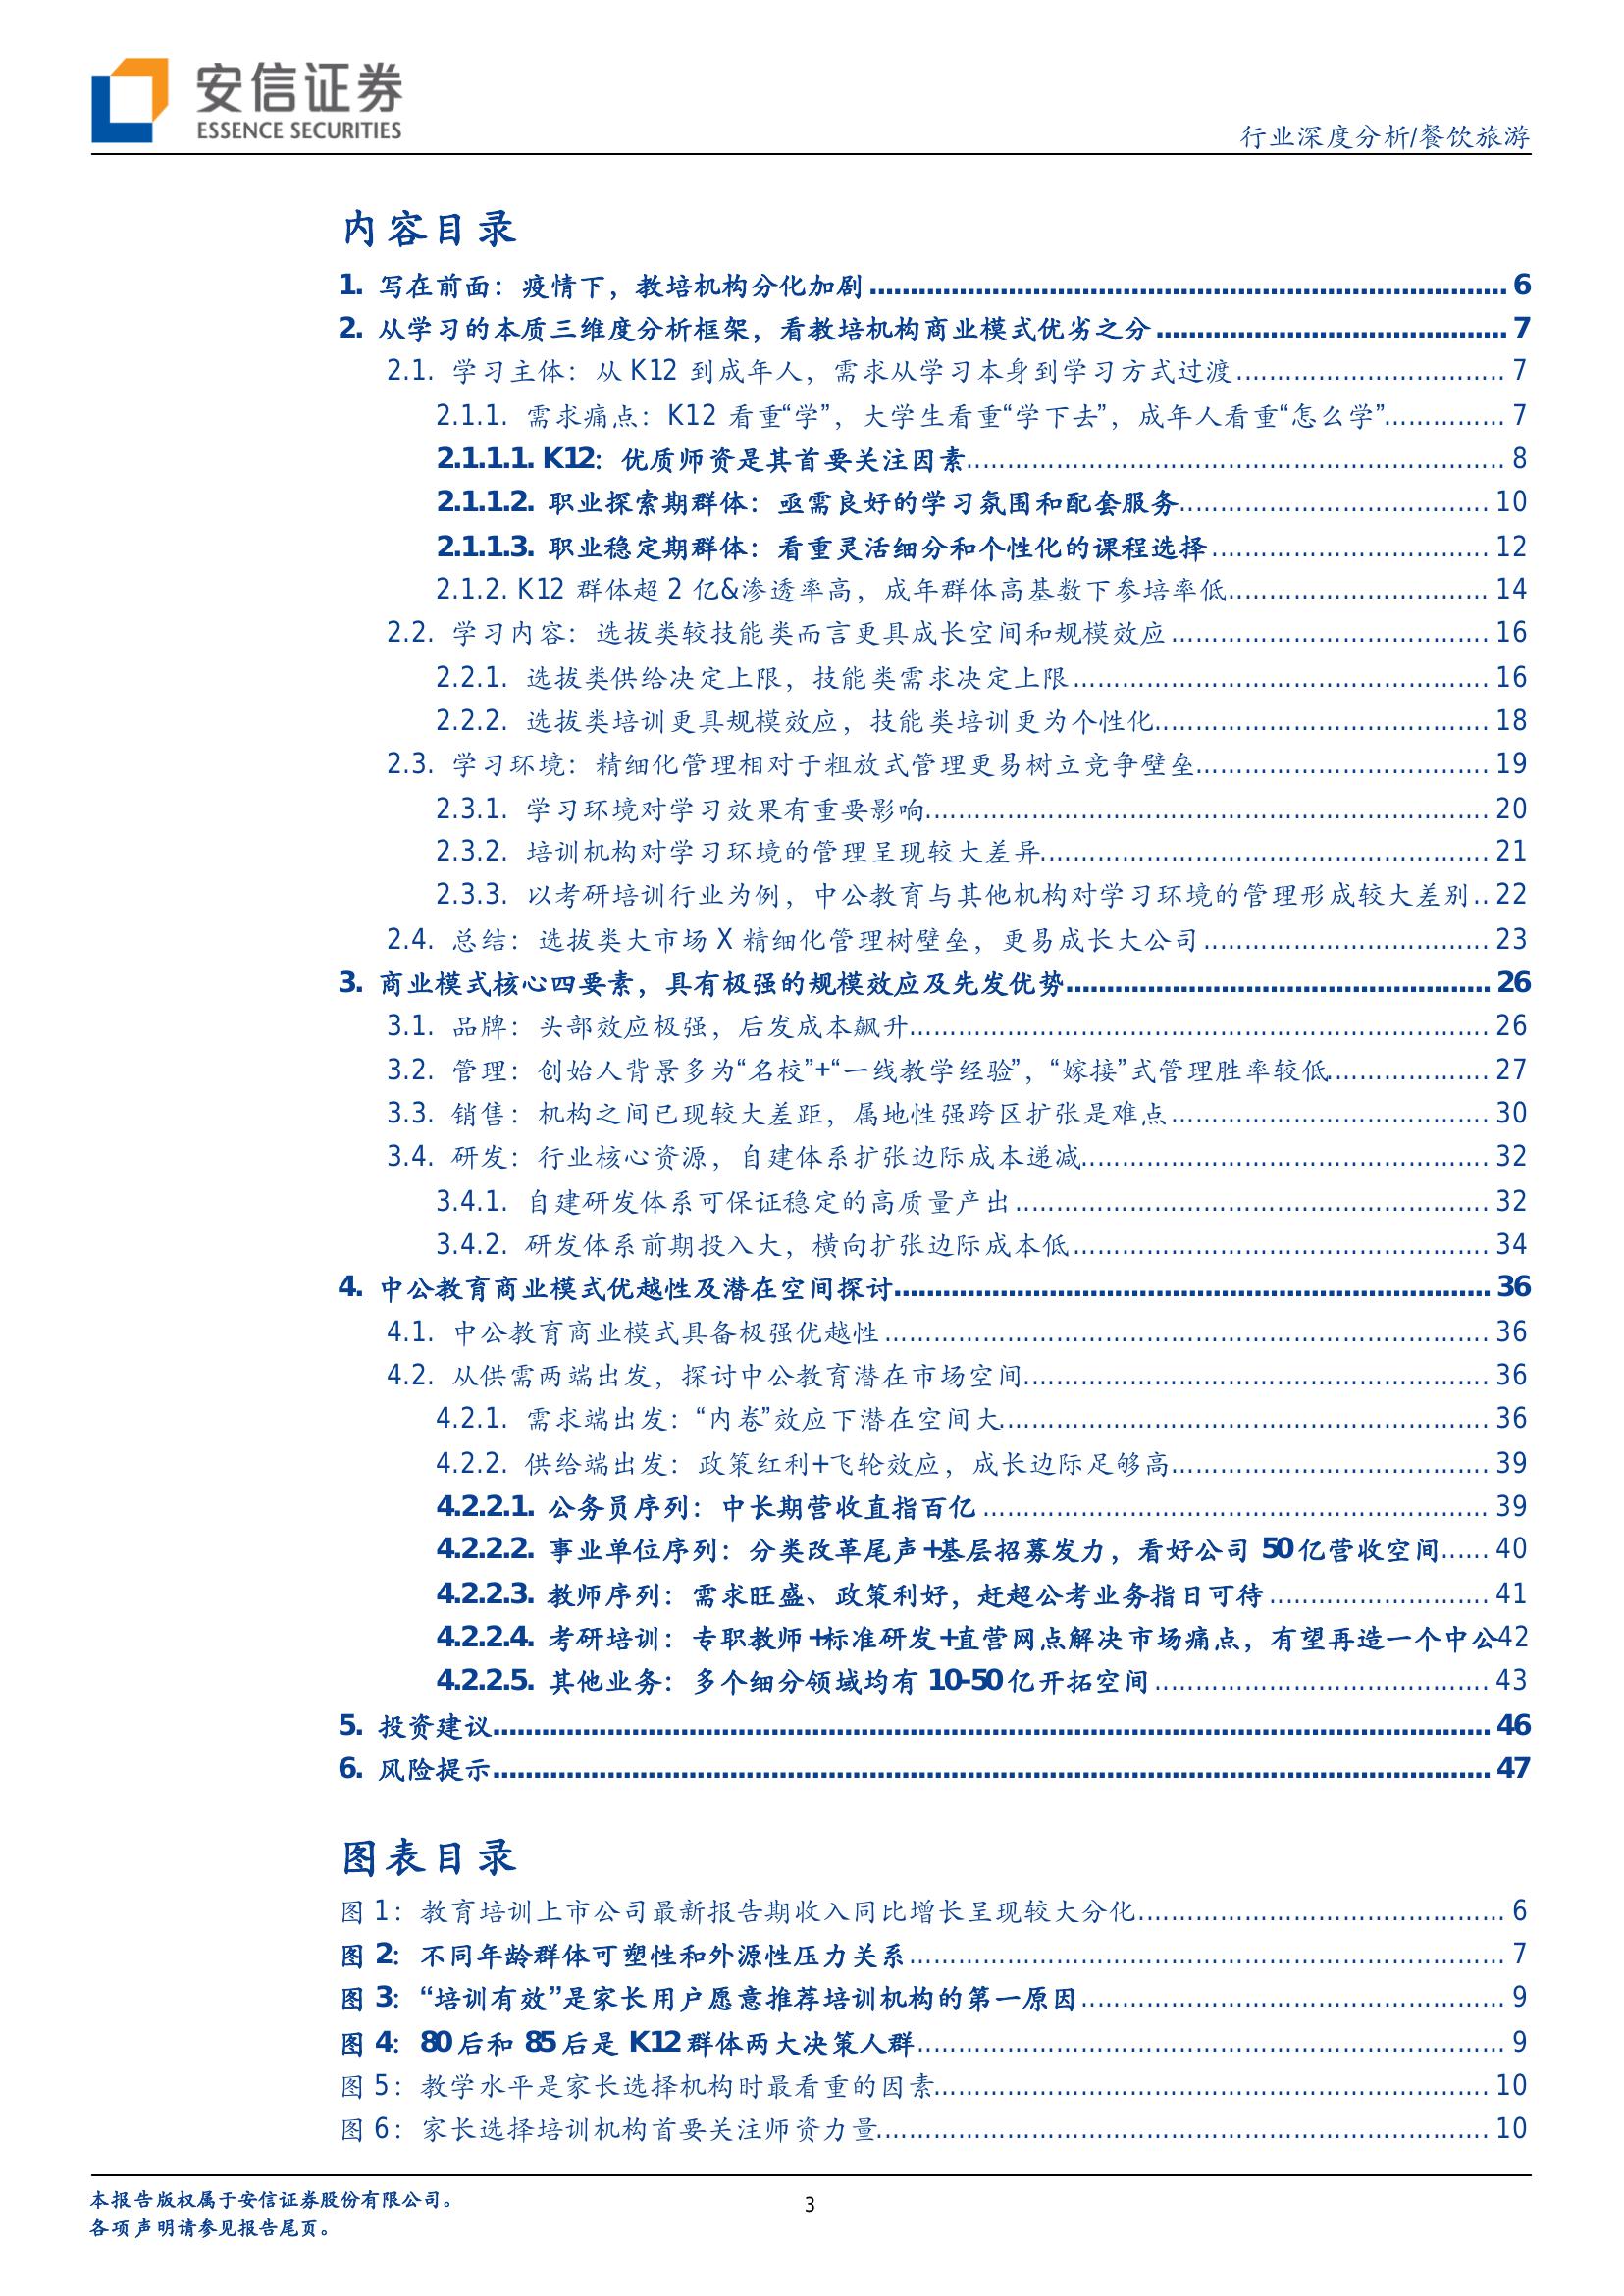 安信证券
ESSENCE SECURITIES
行业深度分析/餐饮旅游
内容目录
1. 写在前面：疫情下，教培机构分化加剧 ........ 6
2. 从学习的本质三维度分析框架，看教培机构商业模式优劣之分 ........ 7
2.1. 学习主体：从 K12 到成年人，需求从学习本身到学习方式过渡 ........ 7
2.1.1. 需求痛点：K12 看重“学”，大学生看重“学下去”，成年人看重“怎么学” ........ 7
2.1.1.1. K12：优质师资是其首要关注因素 ........ 8
2.1.1.2. 职业探索期群体：亟需良好的学习氛围和配套服务 ........ 10
2.1.1.3. 职业稳定期群体：看重灵活细分和个性化的课程选择 ........ 12
2.1.2. K12 群体超 2 亿&渗透率高，成年群体高基数下参培率低 ........ 14
2.2. 学习内容：选拔类较技能类而言更具成长空间和规模效应 ........ 16
2.2.1. 选拔类供给决定上限，技能类需求决定上限 ........ 16
2.2.2. 选拔类培训更具规模效应，技能类培训更为个性化 ........ 18
2.3. 学习环境：精细化管理相对于粗放式管理更易树立竞争壁垒 ........ 19
2.3.1. 学习环境对学习效果有重要影响 ........ 20
2.3.2. 培训机构对学习环境的管理呈现较大差异 ........ 21
2.3.3. 以考研培训行业为例，中公教育与其他机构对学习环境的管理形成较大差别 .. 22
2.4. 总结：选拔类大市场 X 精细化管理树壁垒，更易成长大公司 ........ 23
3. 商业模式核心四要素，具有极强的规模效应及先发优势 ........ 26
3.1. 品牌：头部效应极强，后发成本飙升 ........ 26
3.2. 管理：创始人背景多为“名校”+“一线教学经验”，“嫁接”式管理胜率较低 ........ 27
3.3. 销售：机构之间已现较大差距，属地性强跨区扩张是难点 ........ 30
3.4. 研发：行业核心资源，自建体系扩张边际成本递减 ........ 32
3.4.1. 自建研发体系可保证稳定的高质量产出 ........ 32
3.4.2. 研发体系前期投入大，横向扩张边际成本低 ........ 34
4. 中公教育商业模式优越性及潜在空间探讨 ........ 36
4.1. 中公教育商业模式具备极强优越性 ........ 36
4.2. 从供需两端出发，探讨中公教育潜在市场空间 ........ 36
4.2.1. 需求端出发：“内卷”效应下潜在空间大 ........ 36
4.2.2. 供给端出发：政策红利+飞轮效应，成长边际足够高 ........ 39
4.2.2.1. 公务员序列：中长期营收直指百亿 ........ 39
4.2.2.2. 事业单位序列：分类改革尾声+基层招募发力，看好公司 50 亿营收空间 ...... 40
4.2.2.3. 教师序列：需求旺盛、政策利好，赶超公考业务指日可待 ........ 41
4.2.2.4. 考研培训：专职教师+标准研发+直营网点解决市场痛点，有望再造一个中公42
4.2.2.5. 其他业务：多个细分领域均有 10-50 亿开拓空间 ........ 43
5. 投资建议 ........ 46
6. 风险提示 ........ 47
图表目录
图 1：教育培训上市公司最新报告期收入同比增长呈现较大分化 ........ 6
图 2：不同年龄群体可塑性和外源性压力关系 ........ 7
图 3：“培训有效”是家长用户愿意推荐培训机构的第一原因 ........ 9
图 4：80 后和 85 后是 K12 群体两大决策人群 ........ 9
图 5：教学水平是家长选择机构时最看重的因素 ........ 10
图 6：家长选择培训机构首要关注师资力量 ........ 10
本报告版权属于安信证券股份有限公司。
3
各项声明请参见报告尾页。